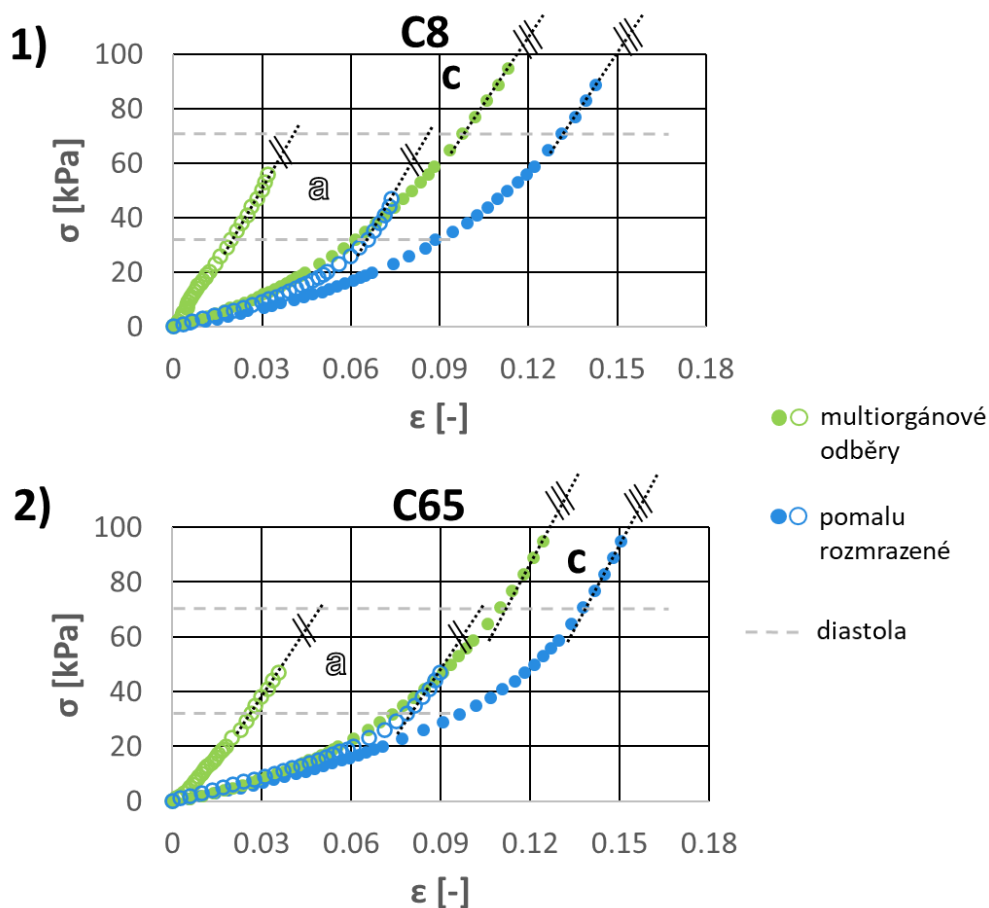 1)
C8
c
a
100
80
60
40
20
0
σ [kPa]
0 0.03 0.06 0.09 0.12 0.15 0.18
ε [-]
multiorgánové
odběry
pomalu
rozmrazené
diastola
2)
C65
c
a
100
80
60
40
20
0
σ [kPa]
0 0.03 0.06 0.09 0.12 0.15 0.18
ε [-]